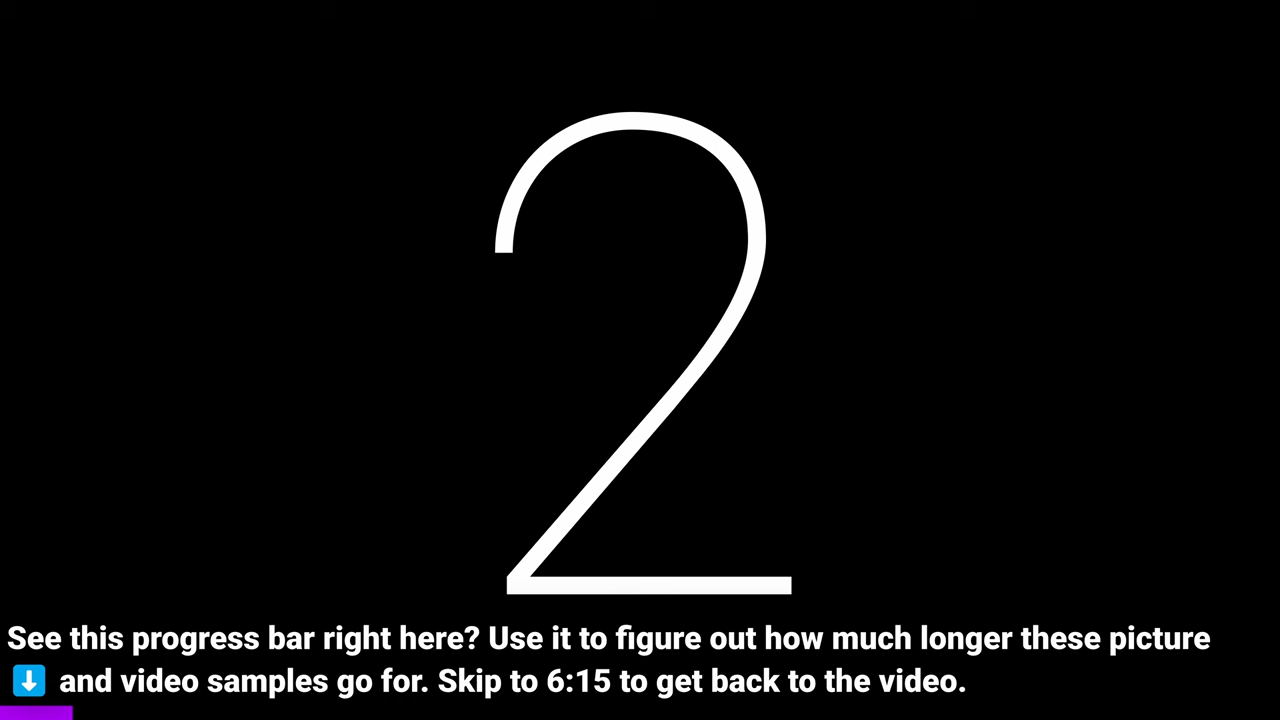 2
See this progress bar right here? Use it to figure out how much longer these picture
⬇️ and video samples go for. Skip to 6:15 to get back to the video.